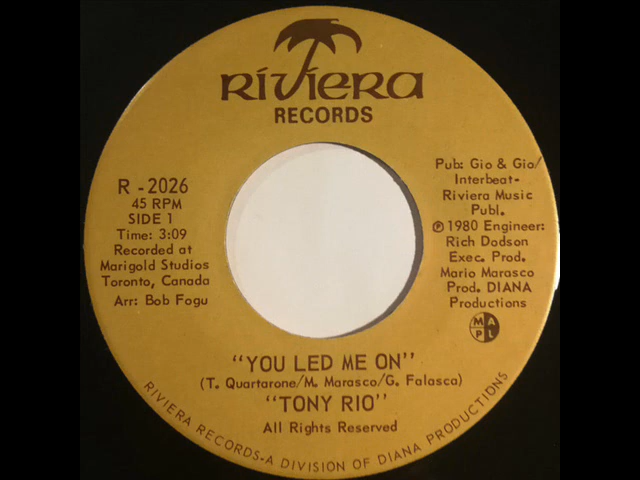 Riviera
RECORDS
R - 2026
45 RPM
SIDE 1
Time: 3:09
Recorded at
Marigold Studios
Toronto, Canada
Arr: Bob Fogu
Pub: Gio & Gio/
Interbeat-
Riviera Music
Publ.
℗ 1980 Engineer:
Rich Dodson
Exec. Prod.
Mario Marasco
Prod. DIANA
Productions
M A
P L
"YOU LED ME ON"
(T. Quartarone/M. Marasco/G. Falasca)
"TONY RIO"
All Rights Reserved
RIVIERA RECORDS-A DIVISION OF DIANA PRODUCTIONS